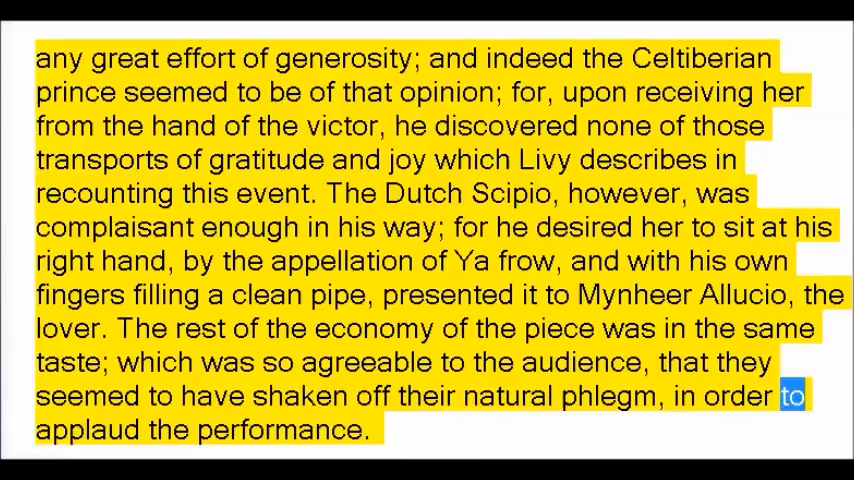 any great effort of generosity; and indeed the Celtiberian
prince seemed to be of that opinion; for, upon receiving her
from the hand of the victor, he discovered none of those
transports of gratitude and joy which Livy describes in
recounting this event. The Dutch Scipio, however, was
complaisant enough in his way; for he desired her to sit at his
right hand, by the appellation of Ya frow, and with his own
fingers filling a clean pipe, presented it to Mynheer Allucio, the
lover. The rest of the economy of the piece was in the same
taste; which was so agreeable to the audience, that they
seemed to have shaken off their natural phlegm, in order to
applaud the performance.